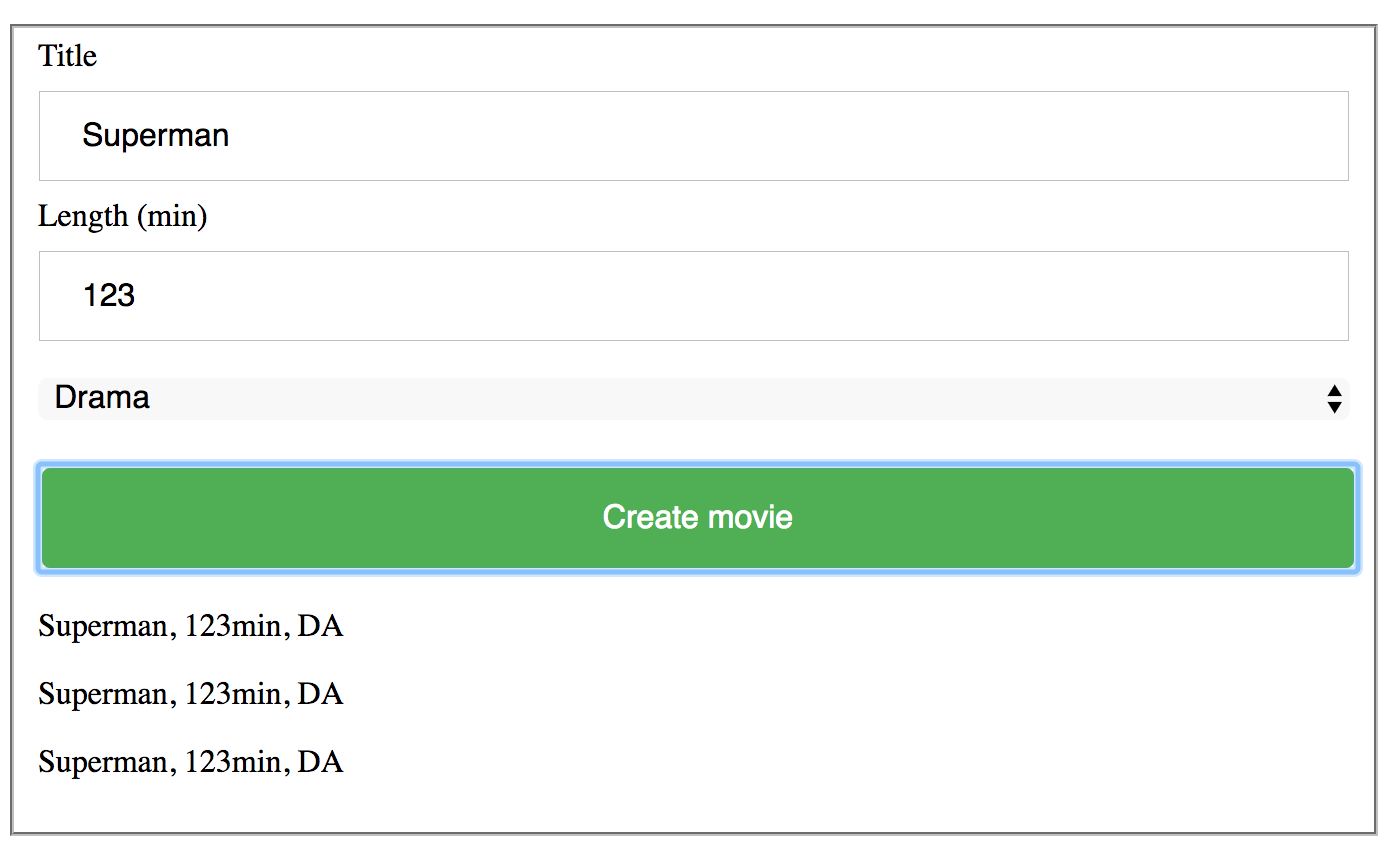 Title
Superman
Length (min)
123
Drama
Create movie
Superman, 123min, DA
Superman, 123min, DA
Superman, 123min, DA